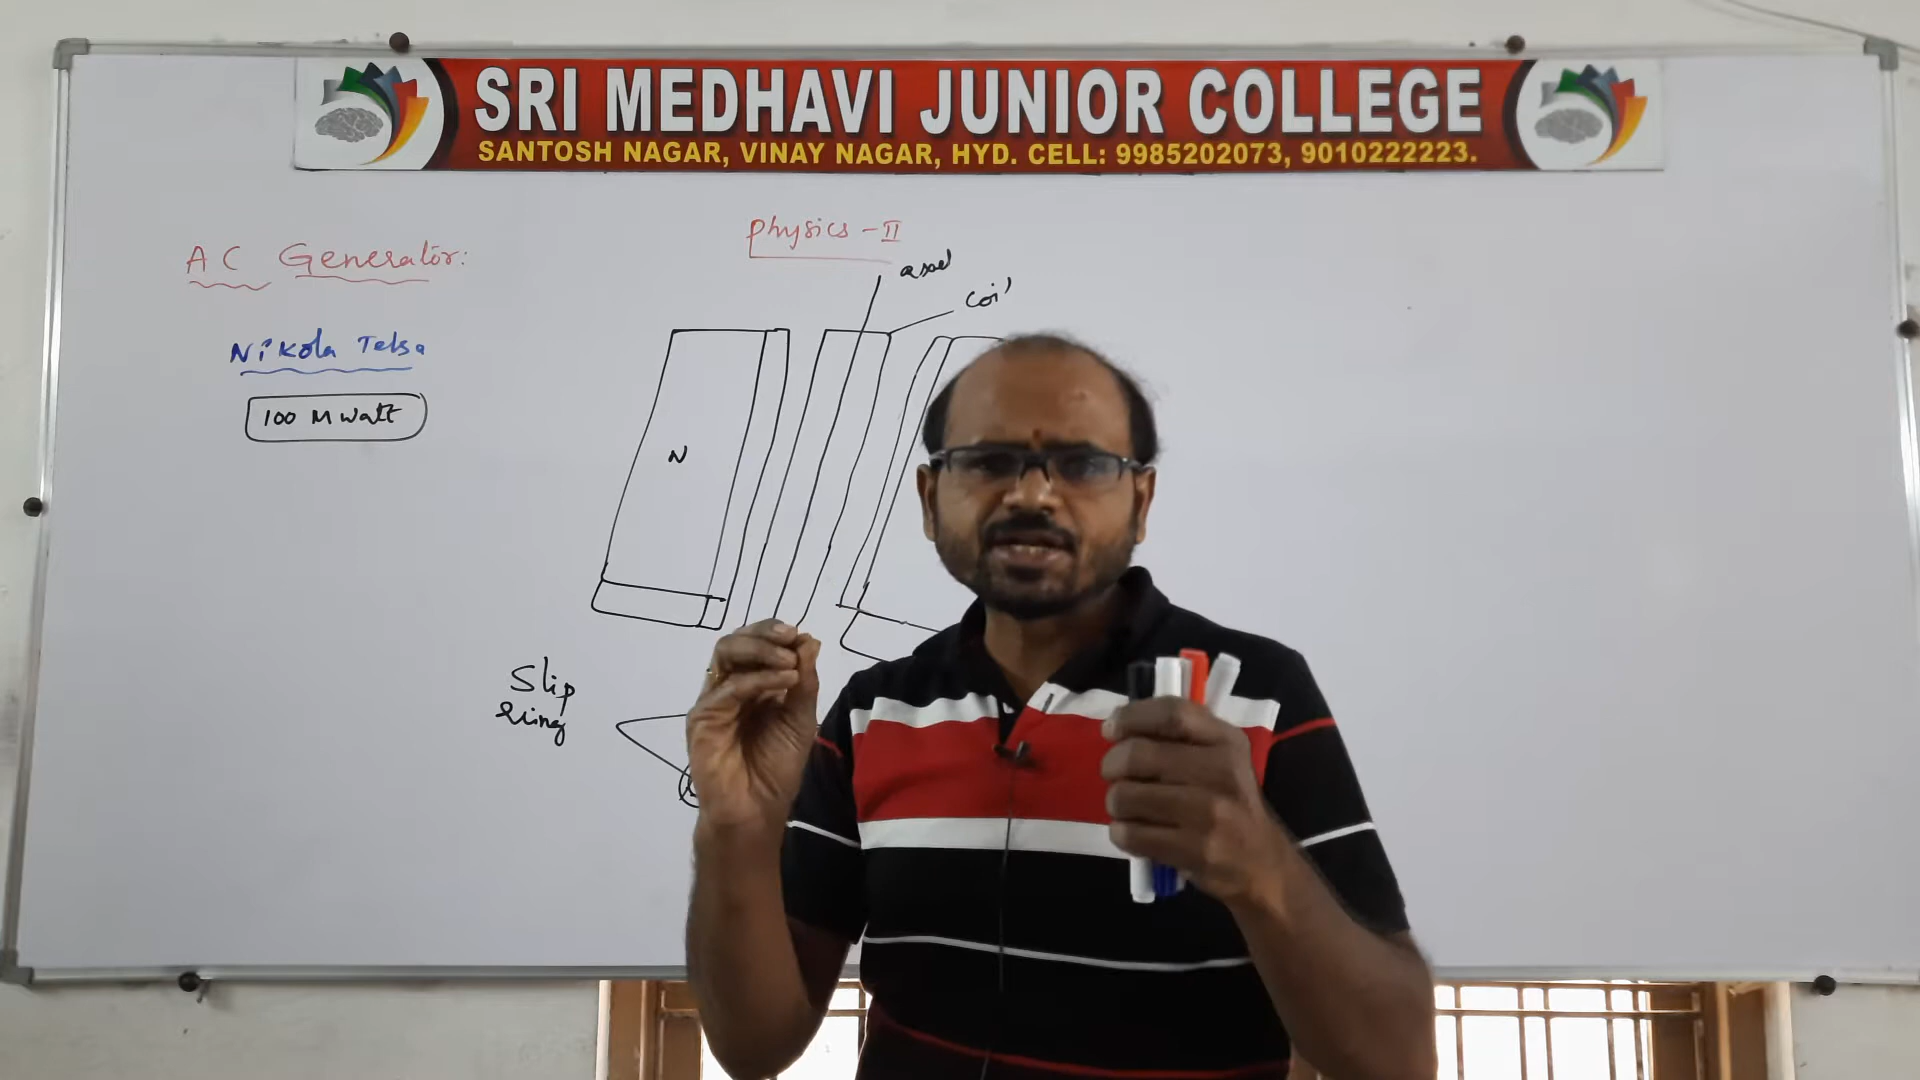 SRI MEDHAVI JUNIOR COLLEGE
SANTOSH NAGAR, VINAY NAGAR, HYD. CELL: 9985202073, 9010222223.
Physics - II
AC Generator:
axel
Coil
Nikola Telsa
100 M watt
N
Slip
ring